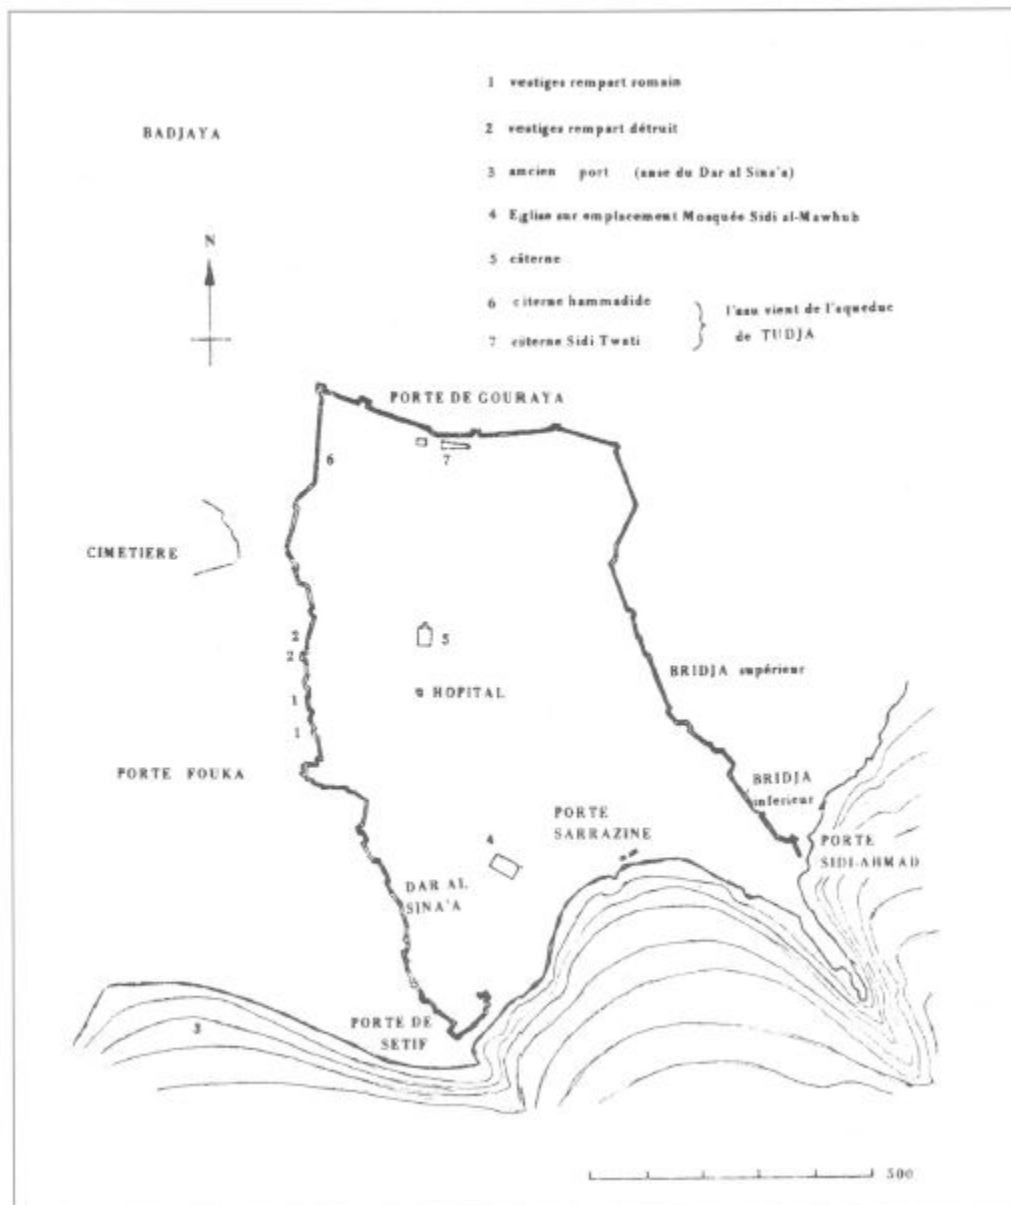 1 vestiges rempart romain
BADJAYA
2 vestiges rempart détruit
3 ancien port (anse du Dar al Sina'a)
4 Eglise sur emplacement Mosquée Sidi al-Mawhub
N
5 citerne
6 citerne hammadide
7 citerne Sidi Twati
l'eau vient de l'aqueduc
de TUDJA
PORTE DE GOURAYA
6
7
CIMETIERE
2
2
5
BRIDJA supérieur
HOPITAL
1
1
PORTE FOUKA
BRIDJA
inferieur
PORTE
SARRAZINE
4
PORTE
SIDI-AHMAD
DAR AL
SINA'A
3
PORTE DE
SETIF
500